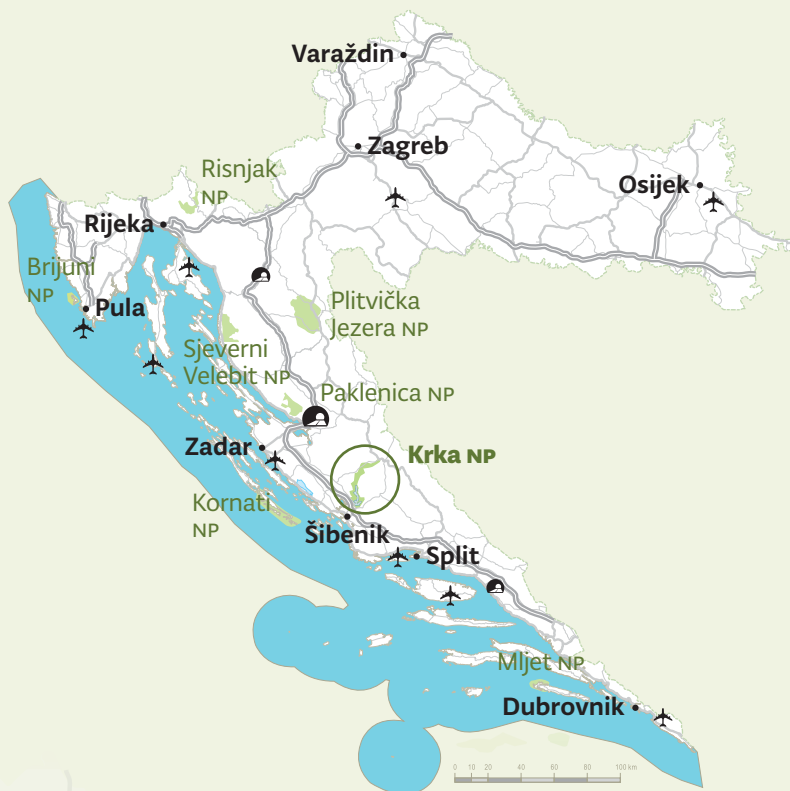 Varaždin
Zagreb
Risnjak
NP
Osijek
Rijeka
Brijuni
NP
Pula
Plitvička
Jezera NP
Sjeverni
Velebit NP
Paklenica NP
Zadar
Krka NP
Kornati
NP
Šibenik
Split
Mljet NP
Dubrovnik
0 10 20 40 60 80 100 km